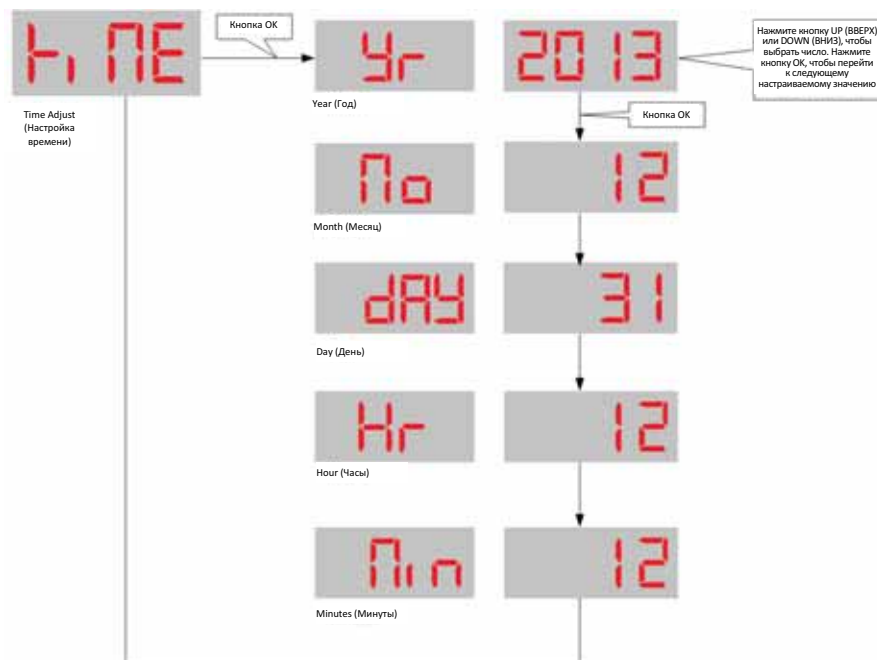 Кнопка OK
Нажмите кнопку UP (ВВЕРХ)
или DOWN (ВНИЗ), чтобы
выбрать число. Нажмите
кнопку OK, чтобы перейти
к следующему
настраиваемому значению
tiME
Yr
2013
Time Adjust
(Настройка
времени)
Year (Год)
Кнопка OK
Mo
12
Month (Месяц)
dAY
31
Day (День)
Hr
12
Hour (Часы)
Min
12
Minutes (Минуты)